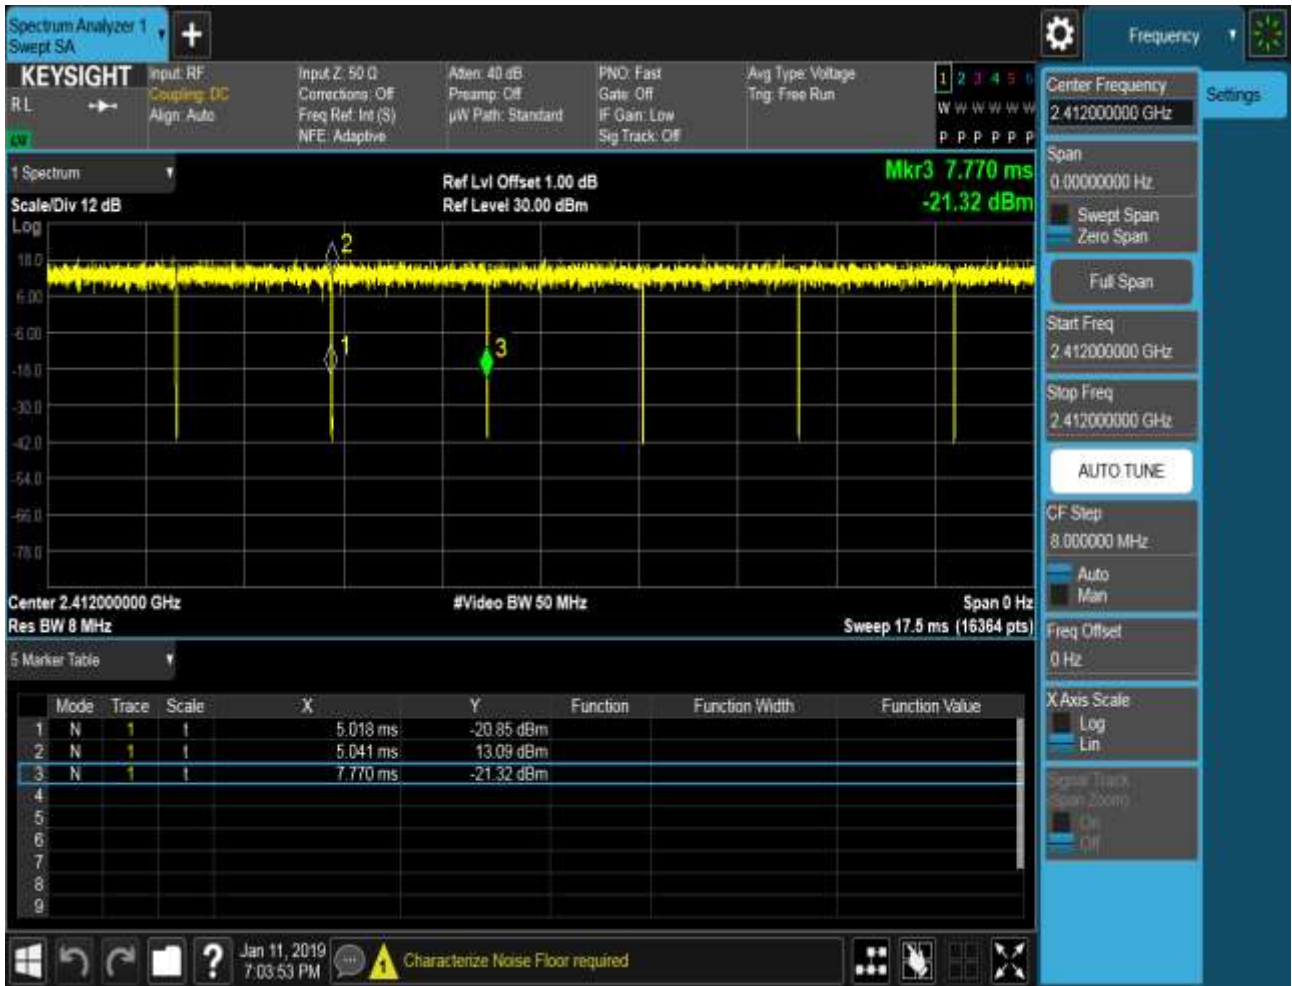 Spectrum Analyzer 1
Swept SA
Frequency
KEYSIGHT
RL
Input: RF
Coupling: DC
Align: Auto
Input Z: 50 Ω
Corrections: Off
Freq Ref: Int (S)
NFE: Adaptive
Atten: 40 dB
Preamp: Off
µW Path: Standard
PNO: Fast
Gate: Off
IF Gain: Low
Sig Track: Off
Avg Type: Voltage
Trig: Free Run
1 2 3 4 5 6
W W W W W W
P P P P P P
1 Spectrum
Scale/Div 12 dB
Log
Ref Lvl Offset 1.00 dB
Ref Level 30.00 dBm
Mkr3 7.770 ms
-21.32 dBm
18.0
6.00
-6.00
-18.0
-30.0
-42.0
-54.0
-66.0
-78.0
2
1
3
Center 2.412000000 GHz
Res BW 8 MHz
#Video BW 50 MHz
Span 0 Hz
Sweep 17.5 ms (16364 pts)
5 Marker Table
Mode Trace Scale X Y Function Function Width Function Value
1 N 1 t 5.018 ms -20.85 dBm
2 N 1 t 5.041 ms 13.09 dBm
3 N 1 t 7.770 ms -21.32 dBm
4
5
6
7
8
9
Center Frequency
2.412000000 GHz
Settings
Span
0.00000000 Hz
Swept Span
Zero Span
Full Span
Start Freq
2.412000000 GHz
Stop Freq
2.412000000 GHz
AUTO TUNE
CF Step
8.000000 MHz
Auto
Man
Freq Offset
0 Hz
X Axis Scale
Log
Lin
Signal Track
(Span Zoom)
On
Off
?
Jan 11, 2019
7:03:53 PM
1
Characterize Noise Floor required